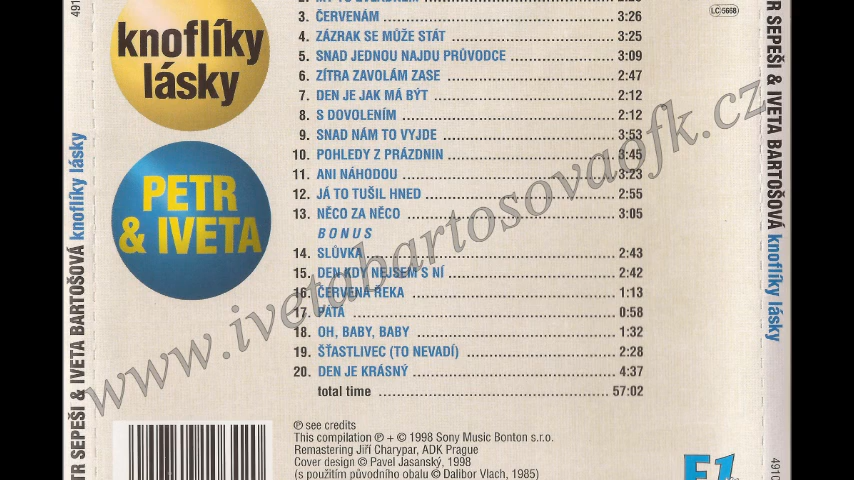 3. ČERVENÁM 3:26
4. ZÁZRAK SE MŮŽE STÁT 3:25
5. SNAD JEDNOU NAJDU PRŮVODCE 3:09
6. ZÍTRA ZAVOLÁM ZASE 2:47
7. DEN JE JAK MÁ BÝT 2:12
8. S DOVOLENÍM 2:12
9. SNAD NÁM TO VYJDE 3:53
10. POHLEDY Z PRÁZDNIN 3:45
11. ANI NÁHODOU 3:23
12. JÁ TO TUŠIL HNED 2:55
13. NĚCO ZA NĚCO 3:05
BONUS
14. SLŮVKA 2:43
15. DEN KDY NEJSEM S NÍ 2:42
16. ČERVENÁ ŘEKA 1:13
17. PÁTÁ 0:58
18. OH, BABY, BABY 1:32
19. ŠŤASTLIVEC (TO NEVADÍ) 2:28
20. DEN JE KRÁSNÝ 4:37
total time 57:02
knoflíky
lásky
PETR
& IVETA
℗ see credits
This compilation ℗ + © 1998 Sony Music Bonton s.r.o.
Remastering Jiří Charypar, ADK Prague
Cover design © Pavel Jasanský, 1998
(s použitím původního obalu © Dalibor Vlach, 1985)
SEPEŠI & IVETA BARTOŠOVÁ knoflíky lásky
SEPEŠI & IVETA BARTOŠOVÁ knoflíky lásky
LC 5668
www.ivetabartosovaofk.cz